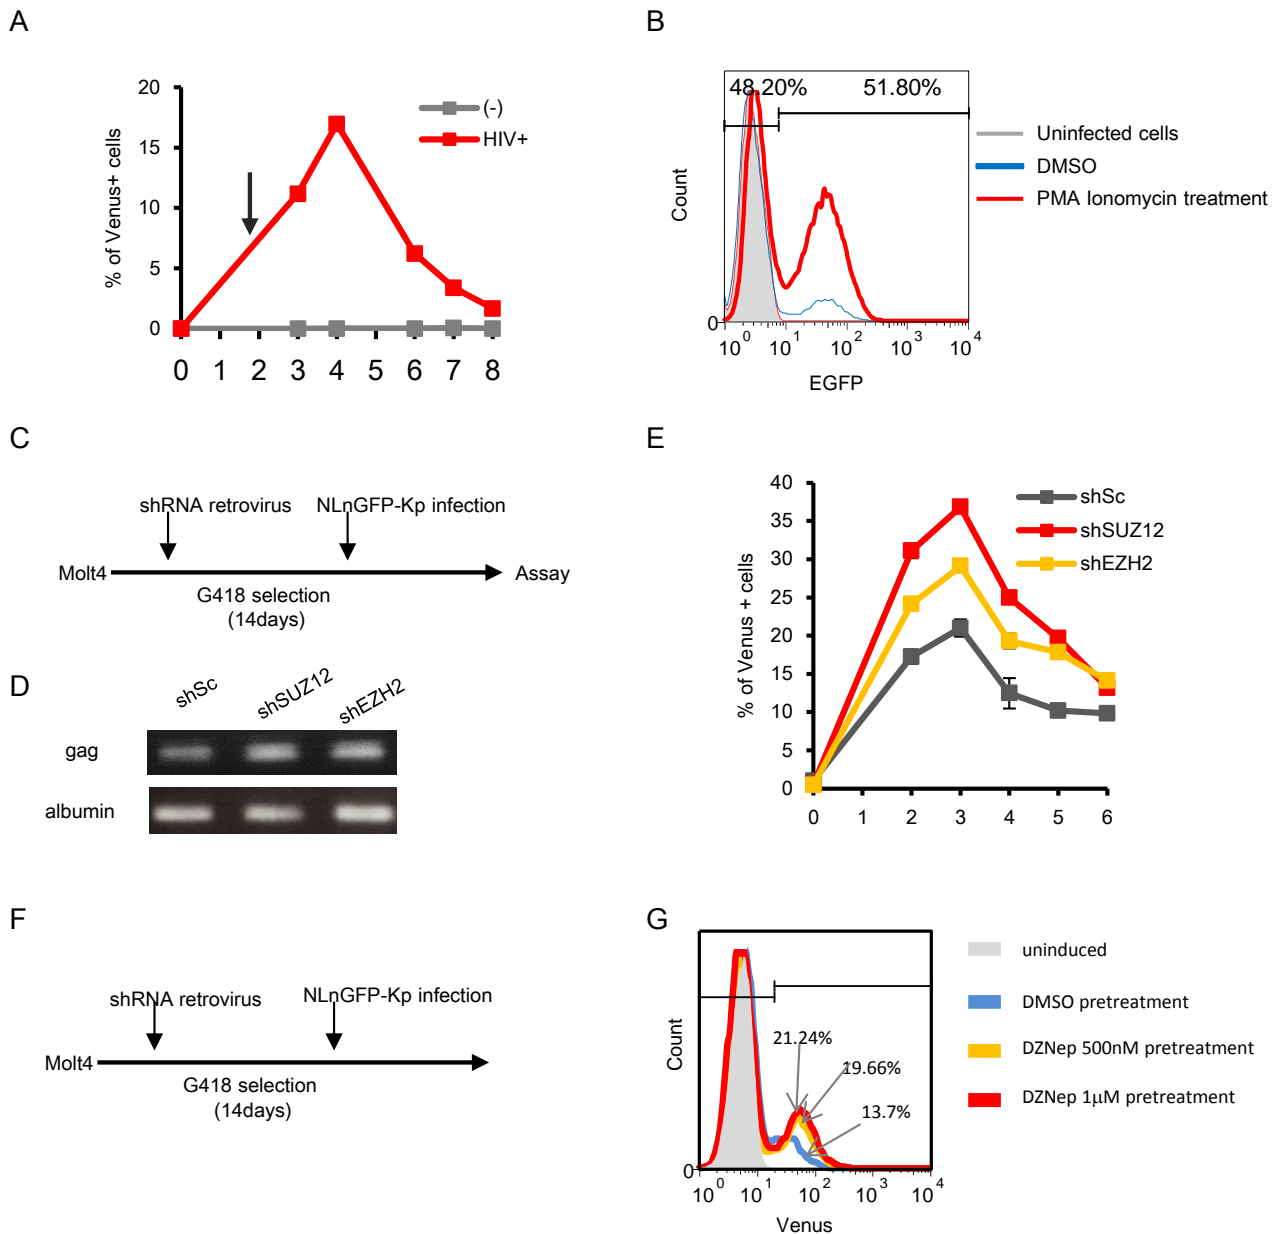 A
20
15
10
5
0
% of Venus+ cells
0 1 2 3 4 5 6 7 8
(-)
HIV+
B
48.20% 51.80%
Count
0
10^0 10^1 10^2 10^3 10^4
EGFP
Uninfected cells
DMSO
PMA Ionomycin treatment
C
shRNA retrovirus NLnGFP-Kp infection
Molt4 Assay
G418 selection
(14days)
D
shSc shSUZ12 shEZH2
gag
albumin
E
40
35
30
25
20
15
10
5
0
% of Venus + cells
0 1 2 3 4 5 6
shSc
shSUZ12
shEZH2
F
shRNA retrovirus NLnGFP-Kp infection
Molt4
G418 selection
(14days)
G
21.24%
19.66%
13.7%
Count
0
10^0 10^1 10^2 10^3 10^4
Venus
uninduced
DMSO pretreatment
DZNep 500nM pretreatment
DZNep 1μM pretreatment